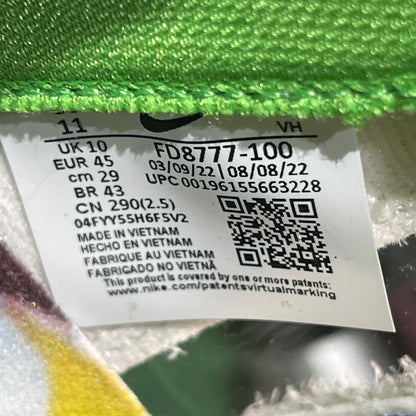 11 VH
UK 10 FD8777-100
EUR 45 03/09/22 | 08/08/22
cm 29 UPC 00196155663228
BR 43
CN 290(2.5)
04FYY55H6F5V2
MADE IN VIETNAM
HECHO EN VIETNAM
FABRIQUE AU VIETNAM
FABRICADO NO VIETNÃ
This product is covered by one or more patents:
www.nike.com/patentsvirtualmarking